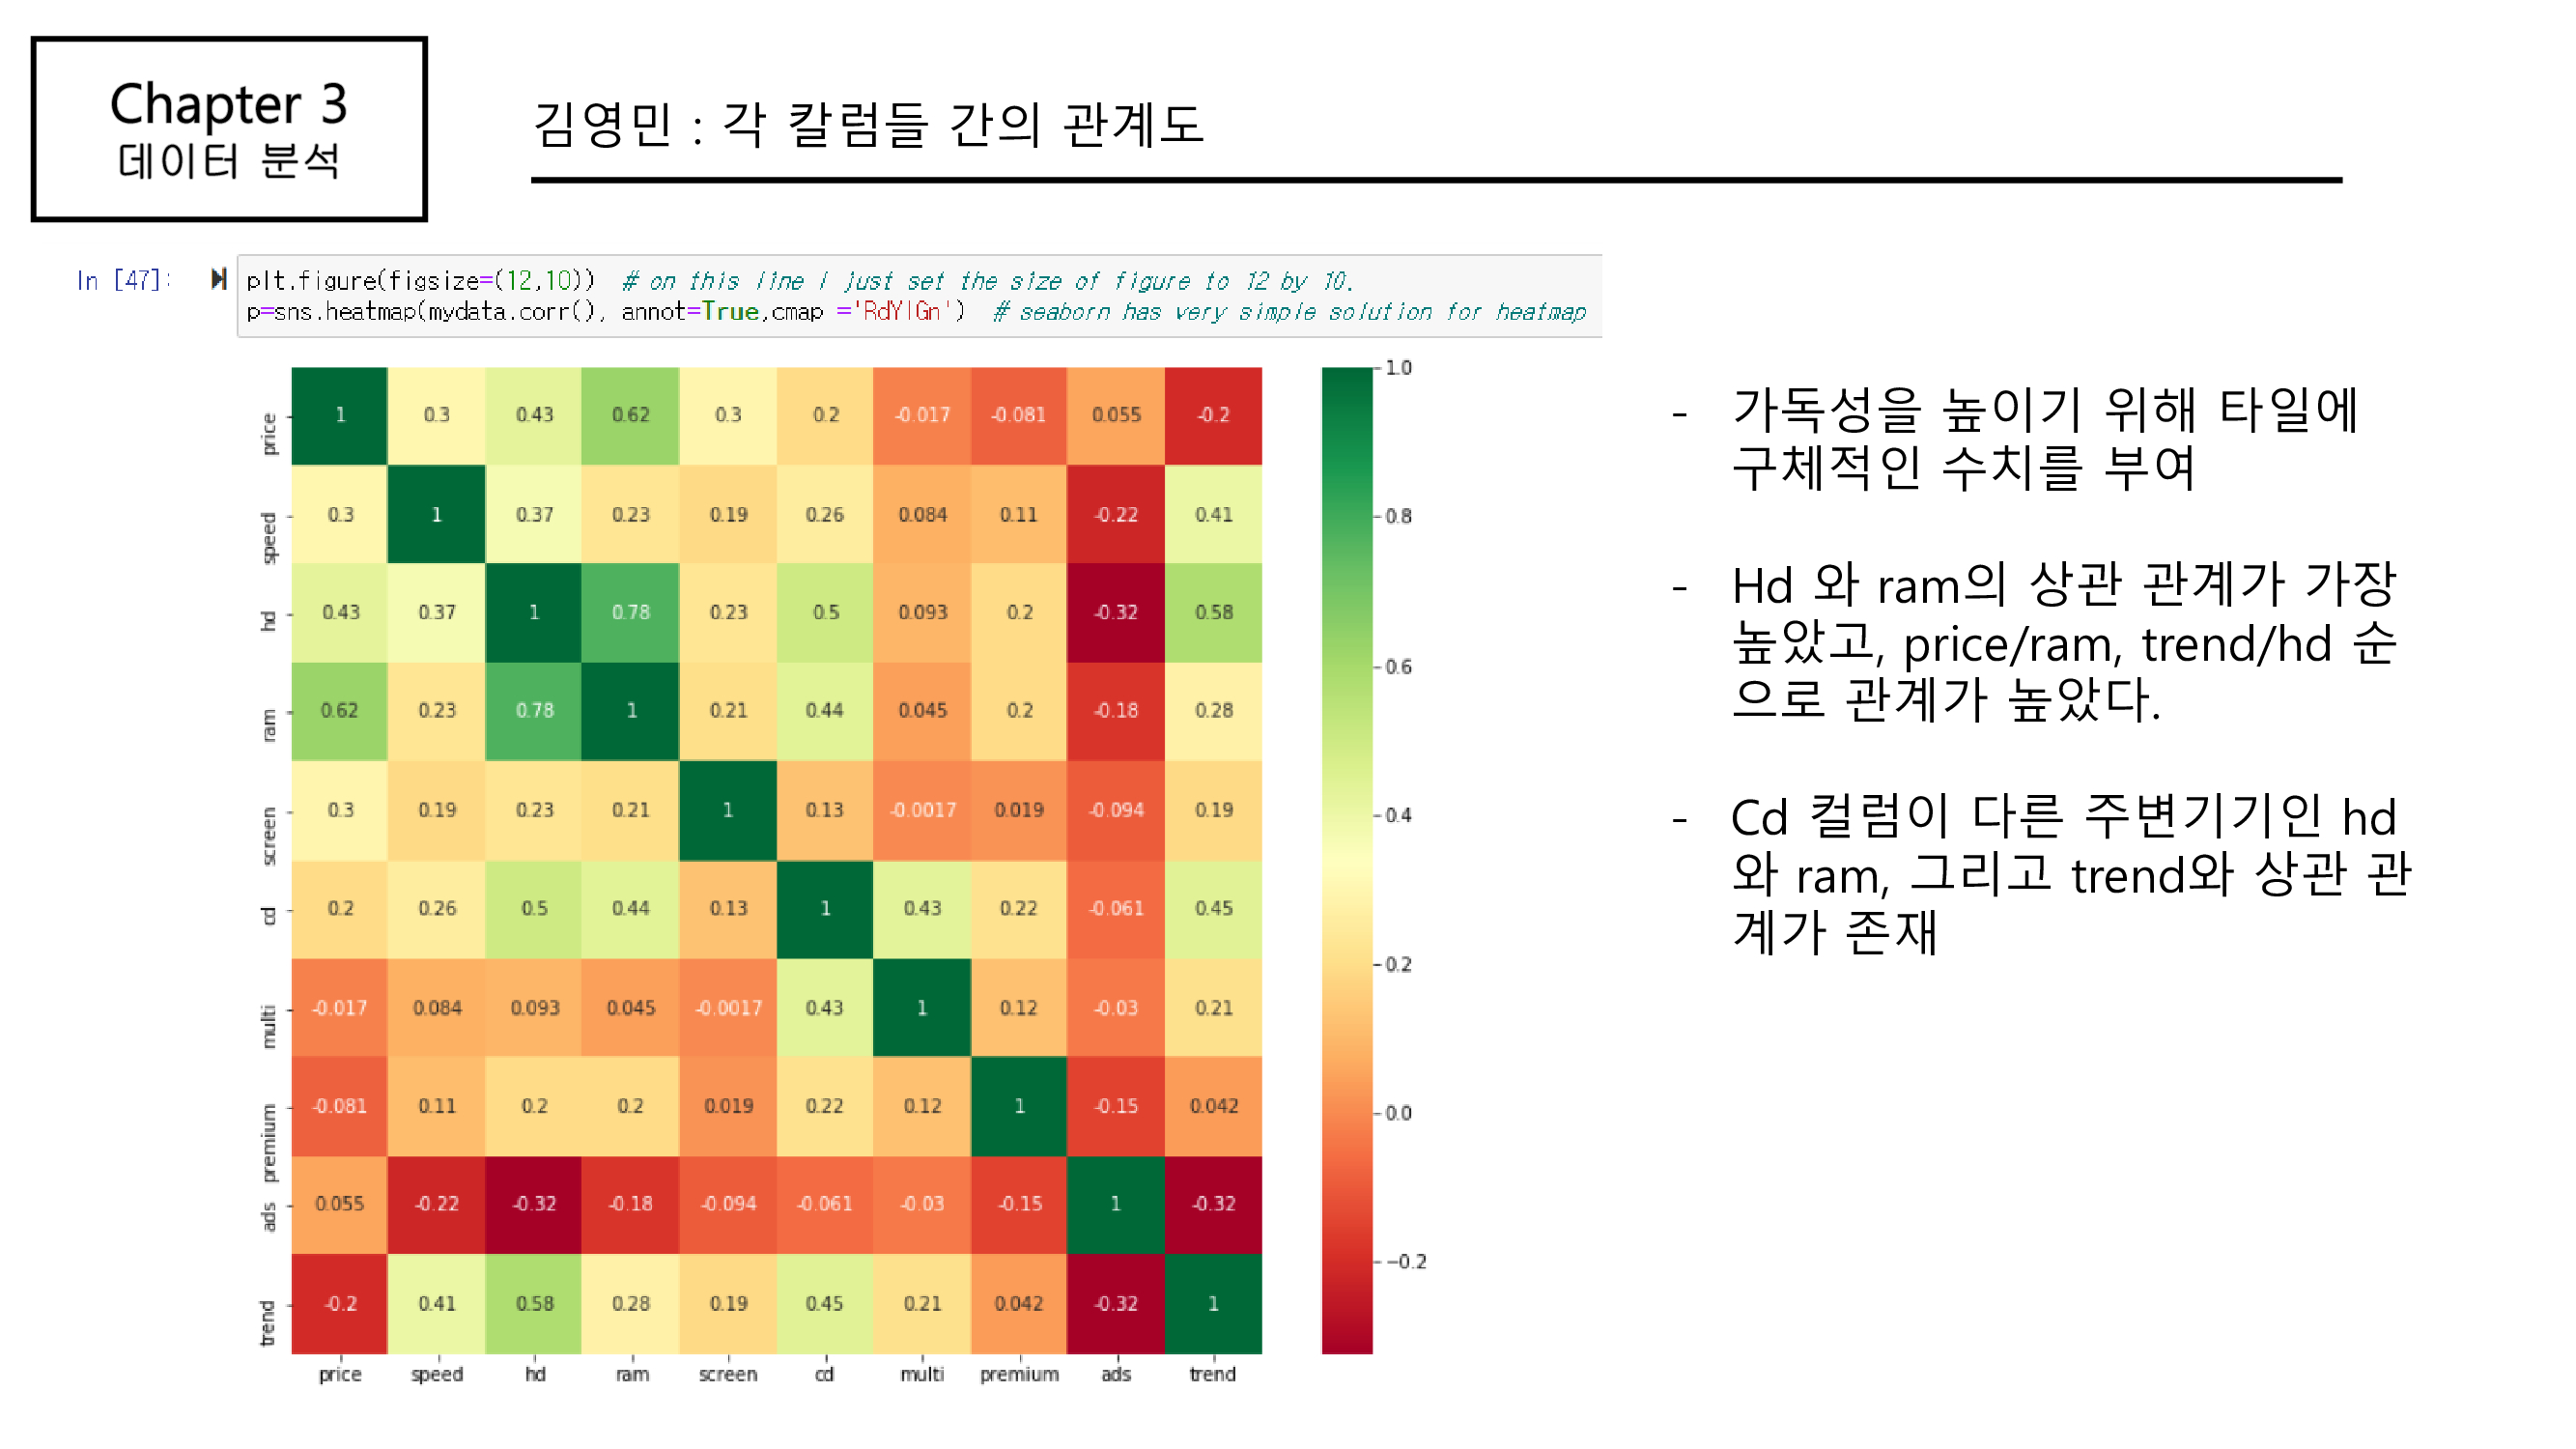 Chapter 3
데이터 분석
김영민 : 각 칼럼들 간의 관계도
In [47]:
plt.figure(figsize=(12,10))  # on this line I just set the size of figure to 12 by 10.
p=sns.heatmap(mydata.corr(), annot=True,cmap ='RdYlGn')  # seaborn has very simple solution for heatmap
price 1 0.3 0.43 0.62 0.3 0.2 -0.017 -0.081 0.055 -0.2
speed 0.3 1 0.37 0.23 0.19 0.26 0.084 0.11 -0.22 0.41
hd 0.43 0.37 1 0.78 0.23 0.5 0.093 0.2 -0.32 0.58
ram 0.62 0.23 0.78 1 0.21 0.44 0.045 0.2 -0.18 0.28
screen 0.3 0.19 0.23 0.21 1 0.13 -0.0017 0.019 -0.094 0.19
cd 0.2 0.26 0.5 0.44 0.13 1 0.43 0.22 -0.061 0.45
multi -0.017 0.084 0.093 0.045 -0.0017 0.43 1 0.12 -0.03 0.21
premium -0.081 0.11 0.2 0.2 0.019 0.22 0.12 1 -0.15 0.042
ads 0.055 -0.22 -0.32 -0.18 -0.094 -0.061 -0.03 -0.15 1 -0.32
trend -0.2 0.41 0.58 0.28 0.19 0.45 0.21 0.042 -0.32 1
price speed hd ram screen cd multi premium ads trend
1.0
0.8
0.6
0.4
0.2
0.0
−0.2
- 가독성을 높이기 위해 타일에
구체적인 수치를 부여
- Hd 와 ram의 상관 관계가 가장
높았고, price/ram, trend/hd 순
으로 관계가 높았다.
- Cd 컬럼이 다른 주변기기인 hd
와 ram, 그리고 trend와 상관 관
계가 존재